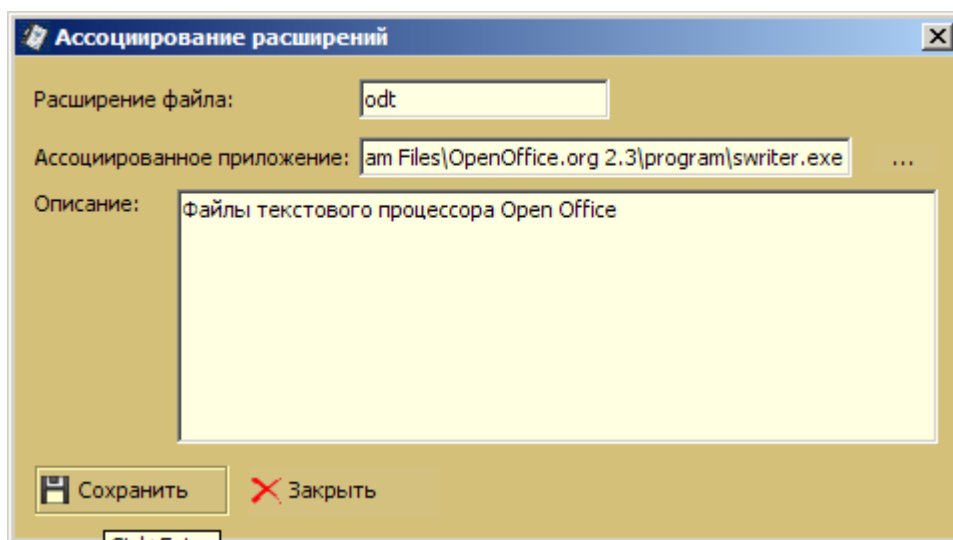 Ассоциирование расширений
Расширение файла: odt
Ассоциированное приложение: am Files\OpenOffice.org 2.3\program\swriter.exe ...
Описание: Файлы текстового процессора Open Office
Сохранить Закрыть